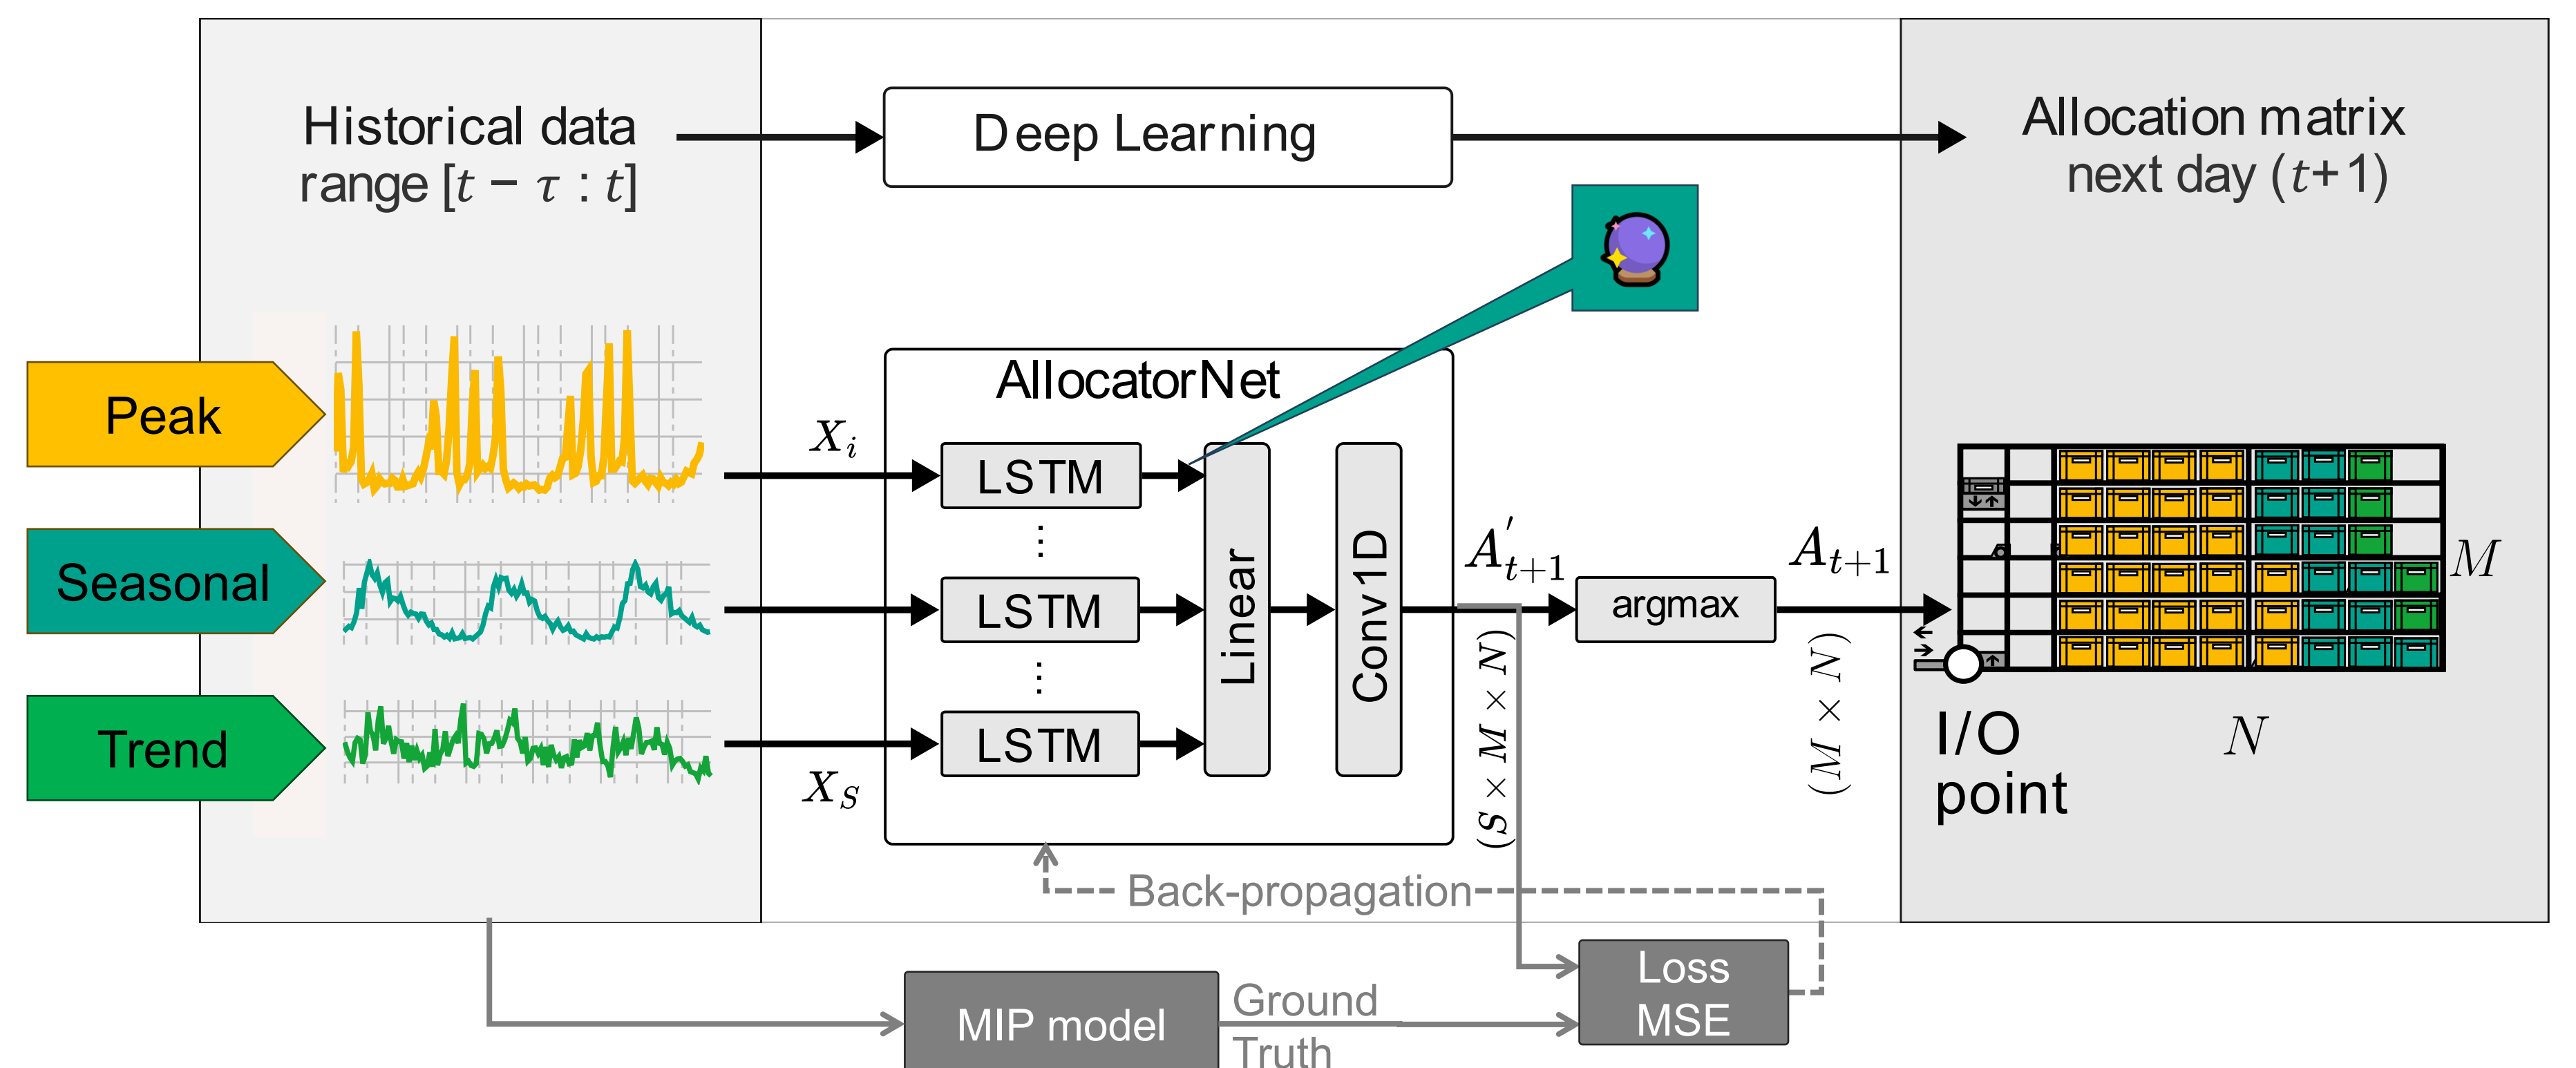 Historical data
range [t − τ : t]
Deep Learning
Allocation matrix
next day (t+1)
Peak
Seasonal
Trend
X_i
X_S
AllocatorNet
LSTM
⋮
LSTM
⋮
LSTM
Linear
Conv1D
A'_{t+1}
(S × M × N)
argmax
A_{t+1}
(M × N)
M
N
I/O
point
Back-propagation
MIP model
Ground
Truth
Loss
MSE